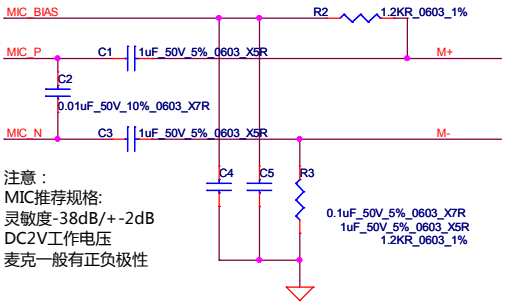 MIC_BIAS R2 1.2KR_0603_1%
MIC_P C1 1uF_50V_5%_0603_X5R M+
C2
0.01uF_50V_10%_0603_X7R
MIC_N C3 1uF_50V_5%_0603_X5R M-
C4 C5 R3
注意：
MIC推荐规格:
灵敏度-38dB/+-2dB
DC2V工作电压
麦克一般有正负极性
0.1uF_50V_5%_0603_X7R
1uF_50V_5%_0603_X5R
1.2KR_0603_1%